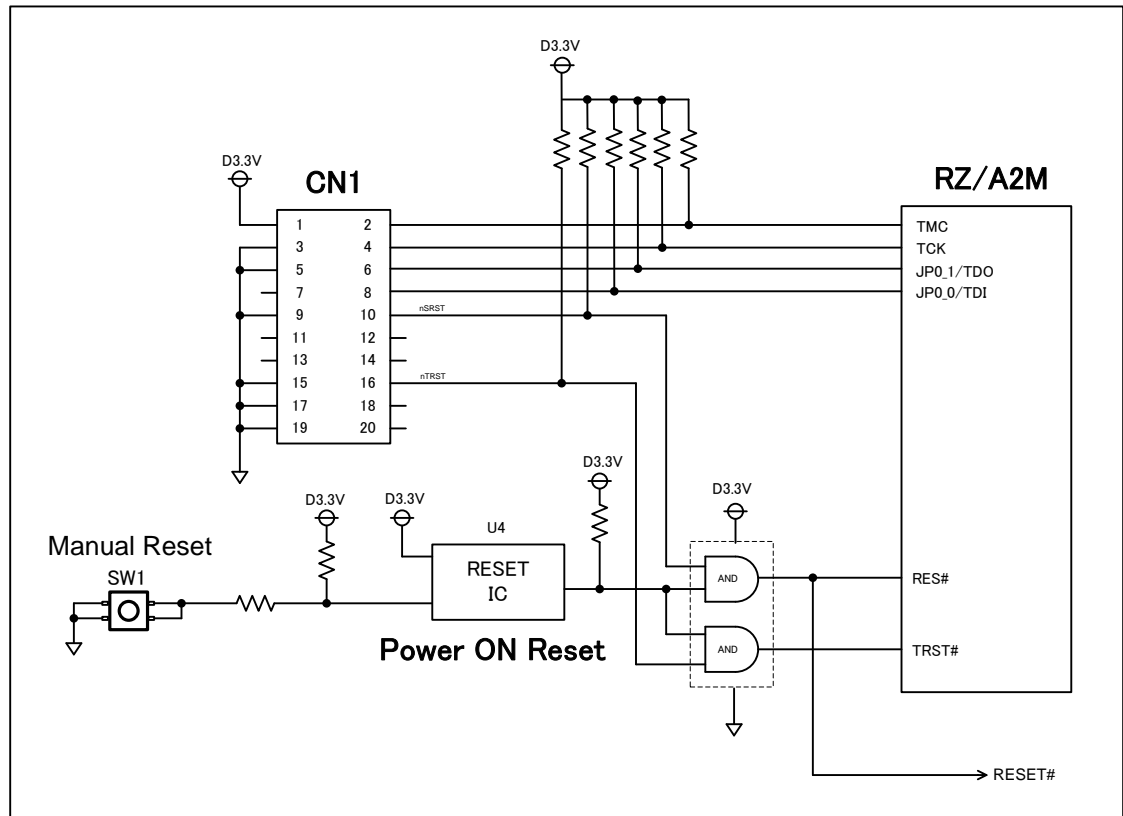 D3.3V
D3.3V
CN1
RZ/A2M
1 2
3 4
5 6
7 8
9 10
11 12
13 14
15 16
17 18
19 20
nSRST
nTRST
TMC
TCK
JP0_1/TDO
JP0_0/TDI
D3.3V
D3.3V
D3.3V
D3.3V
U4
Manual Reset
SW1
RESET
IC
Power ON Reset
AND
AND
RES#
TRST#
RESET#